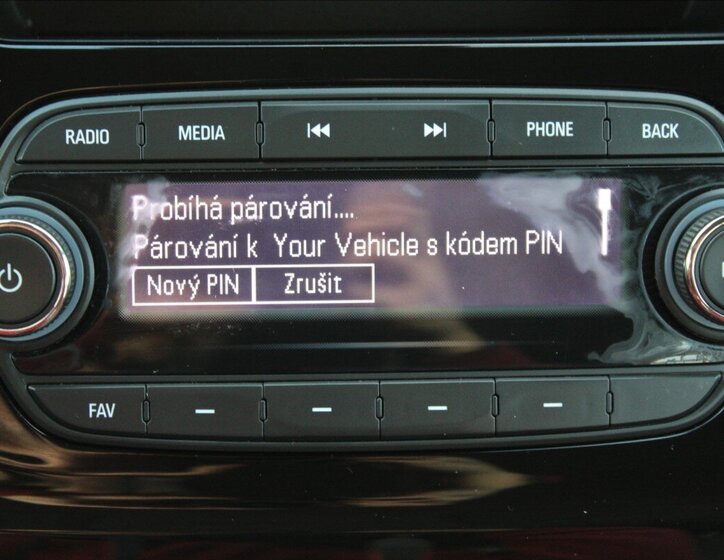 RADIO MEDIA PHONE BACK
Probíhá párování....
Párování k Your Vehicle s kódem PIN
Nový PIN Zrušit
FAV